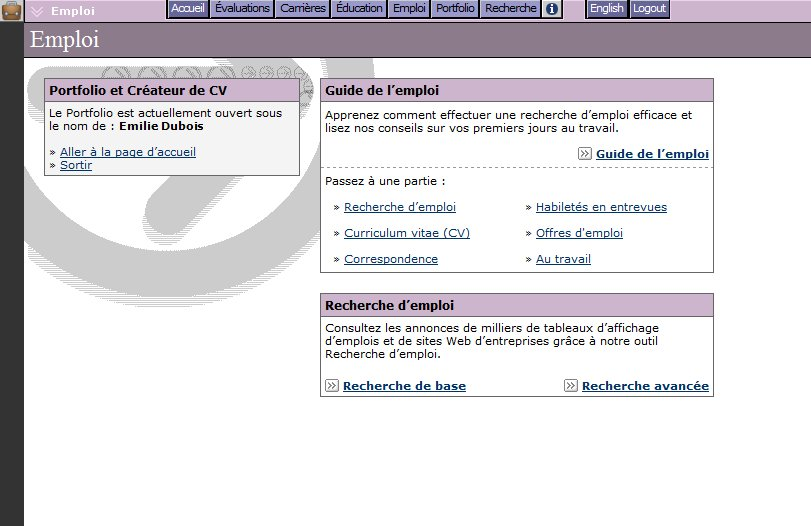 Emploi
Accueil Évaluations Carrières Éducation Emploi Portfolio Recherche i English Logout
Emploi
Portfolio et Créateur de CV
Le Portfolio est actuellement ouvert sous
le nom de : Emilie Dubois
» Aller à la page d’accueil
» Sortir
Guide de l’emploi
Apprenez comment effectuer une recherche d’emploi efficace et
lisez nos conseils sur vos premiers jours au travail.
Guide de l’emploi
Passez à une partie :
» Recherche d’emploi
» Habiletés en entrevues
» Curriculum vitae (CV)
» Offres d'emploi
» Correspondence
» Au travail
Recherche d’emploi
Consultez les annonces de milliers de tableaux d’affichage
d’emplois et de sites Web d’entreprises grâce à notre outil
Recherche d’emploi.
Recherche de base
Recherche avancée